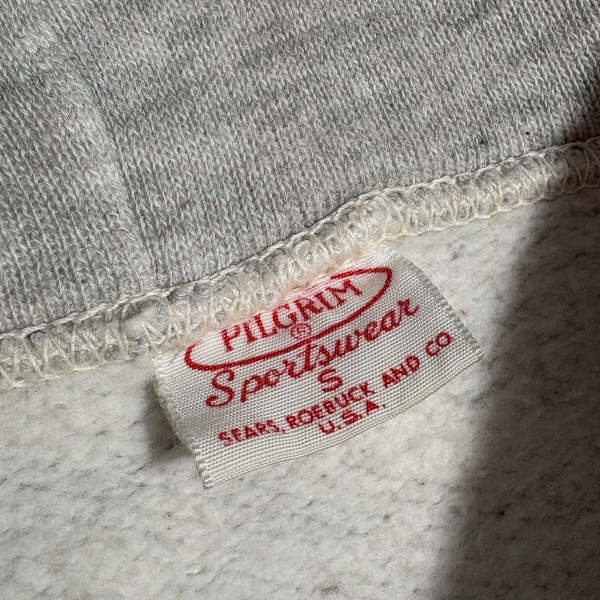 PILGRIM
®
Sportswear
S
SEARS, ROEBUCK AND CO
U.S.A.